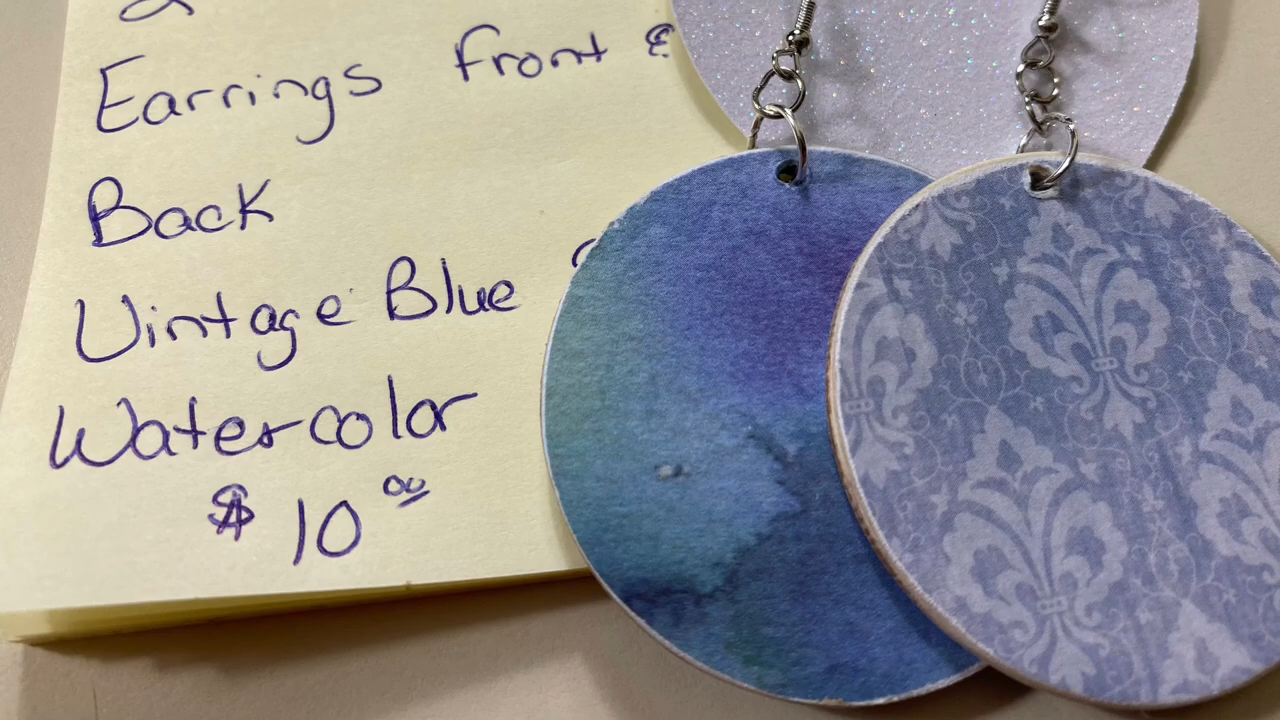 Earrings Front &
Back
Vintage Blue
Watercolor
$10.00